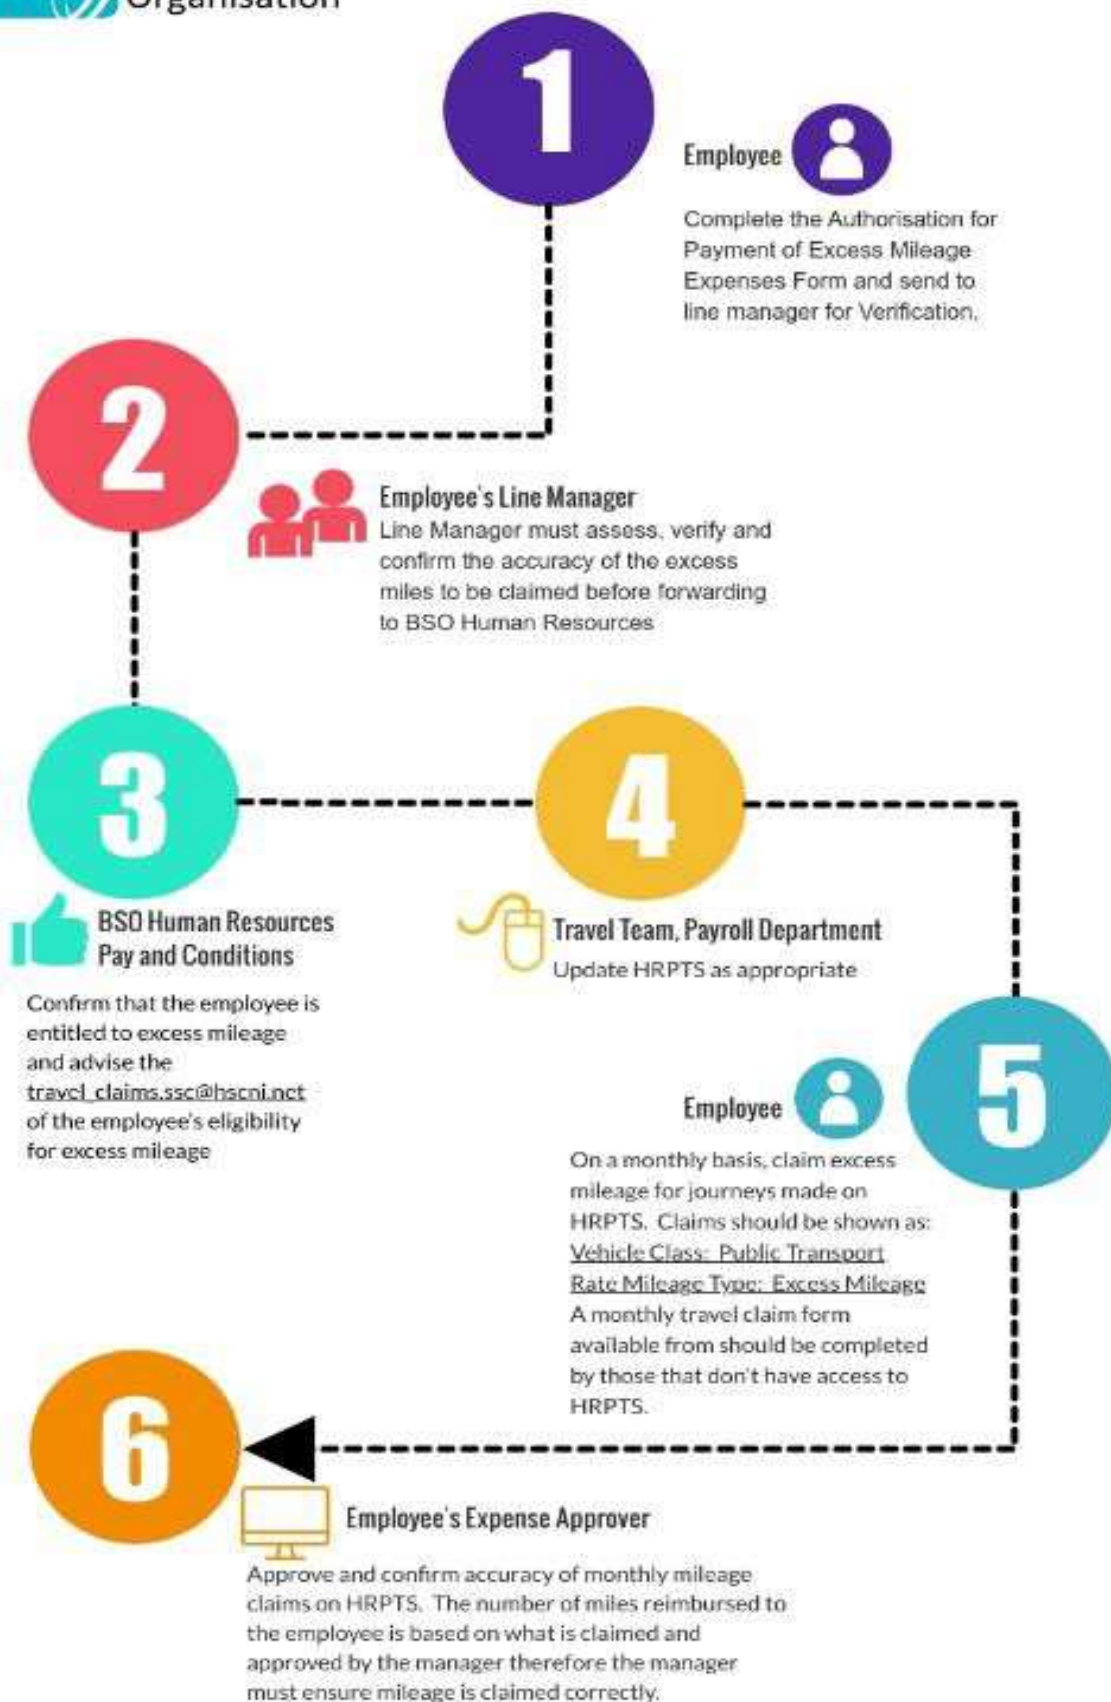 Organisation
1
Employee
Complete the Authorisation for
Payment of Excess Mileage
Expenses Form and send to
line manager for Verification.
2
Employee's Line Manager
Line Manager must assess, verify and
confirm the accuracy of the excess
miles to be claimed before forwarding
to BSO Human Resources
3
BSO Human Resources
Pay and Conditions
Confirm that the employee is
entitled to excess mileage
and advise the
travel_claims.ssc@hscni.net
of the employee's eligibility
for excess mileage
4
Travel Team, Payroll Department
Update HRPTS as appropriate
5
Employee
On a monthly basis, claim excess
mileage for journeys made on
HRPTS. Claims should be shown as:
Vehicle Class: Public Transport
Rate Mileage Type: Excess Mileage
A monthly travel claim form
available from should be completed
by those that don't have access to
HRPTS.
6
Employee's Expense Approver
Approve and confirm accuracy of monthly mileage
claims on HRPTS. The number of miles reimbursed to
the employee is based on what is claimed and
approved by the manager therefore the manager
must ensure mileage is claimed correctly.